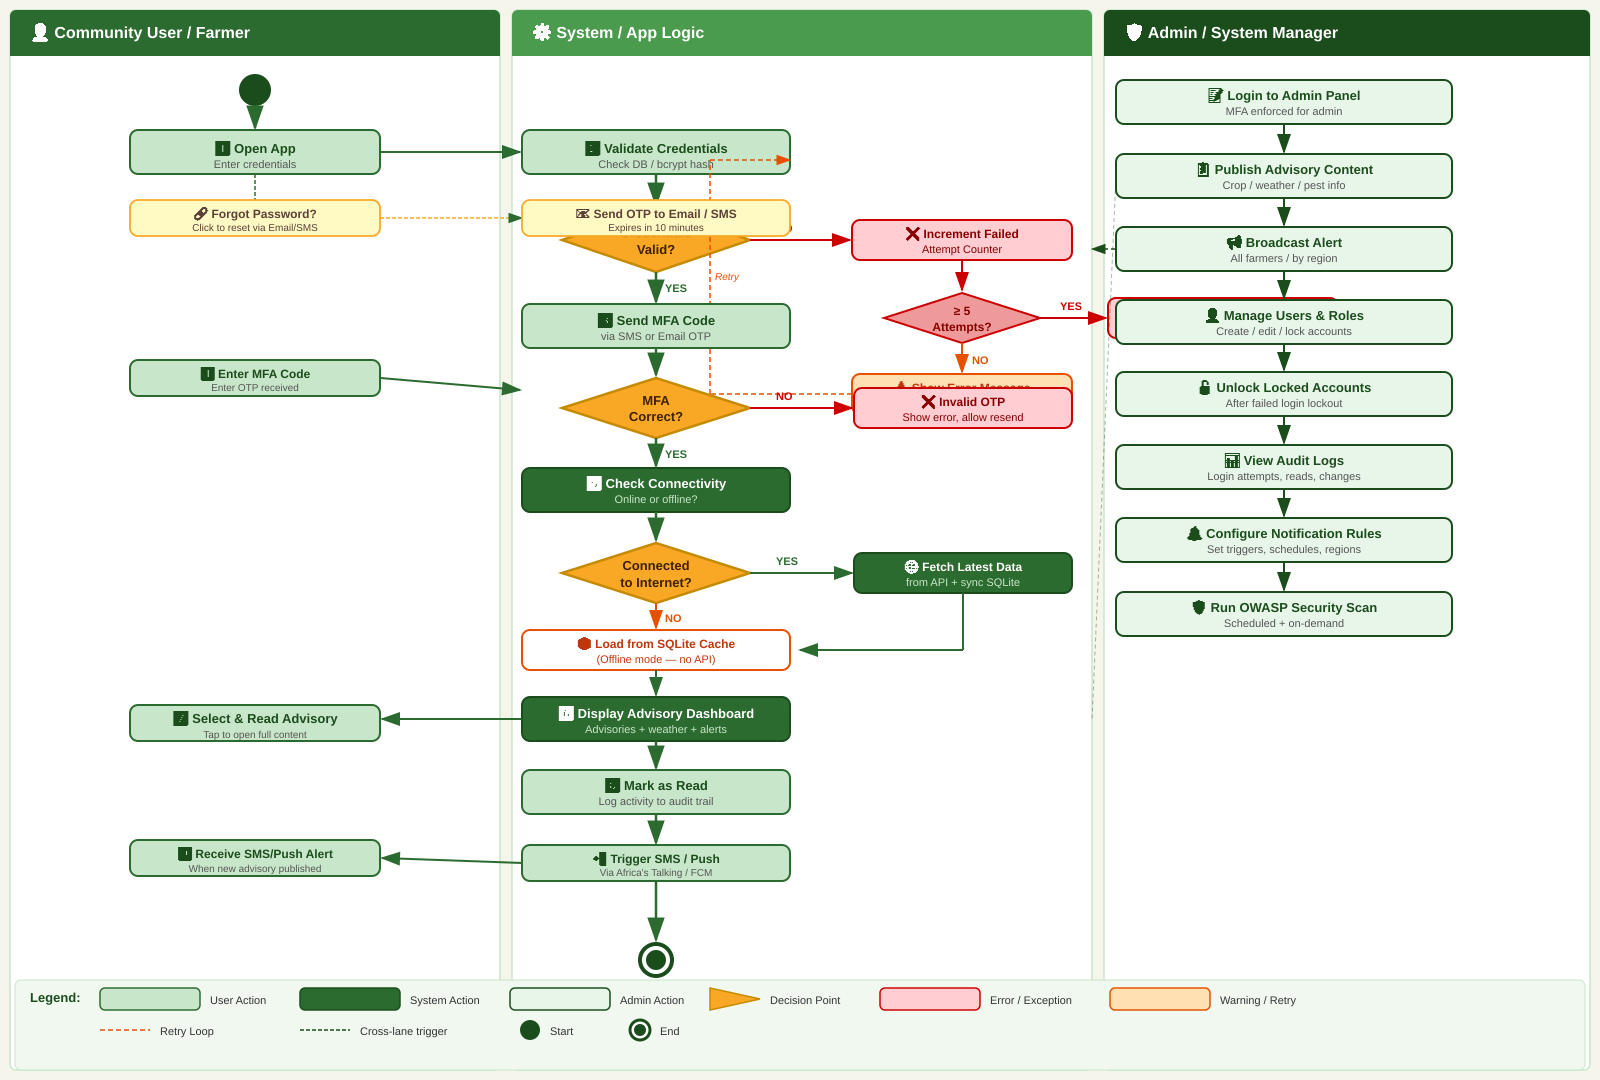 Community User / Farmer
System / App Logic
Admin / System Manager
Open App
Enter credentials
Validate Credentials
Check DB / bcrypt hash
Login to Admin Panel
MFA enforced for admin
Publish Advisory Content
Crop / weather / pest info
Forgot Password?
Click to reset via Email/SMS
Send OTP to Email / SMS
Expires in 10 minutes
Valid?
Increment Failed
Attempt Counter
Broadcast Alert
All farmers / by region
Retry
YES
Send MFA Code
via SMS or Email OTP
≥ 5
Attempts?
YES
Manage Users & Roles
Create / edit / lock accounts
NO
Enter MFA Code
Enter OTP received
MFA
Correct?
NO
Show Error Message
Invalid OTP
Show error, allow resend
Unlock Locked Accounts
After failed login lockout
YES
View Audit Logs
Login attempts, reads, changes
Check Connectivity
Online or offline?
Configure Notification Rules
Set triggers, schedules, regions
Connected
to Internet?
YES
Fetch Latest Data
from API + sync SQLite
Run OWASP Security Scan
Scheduled + on-demand
NO
Load from SQLite Cache
(Offline mode — no API)
Select & Read Advisory
Tap to open full content
Display Advisory Dashboard
Advisories + weather + alerts
Mark as Read
Log activity to audit trail
Receive SMS/Push Alert
When new advisory published
Trigger SMS / Push
Via Africa's Talking / FCM
Legend:
User Action
System Action
Admin Action
Decision Point
Error / Exception
Warning / Retry
Retry Loop
Cross-lane trigger
Start
End